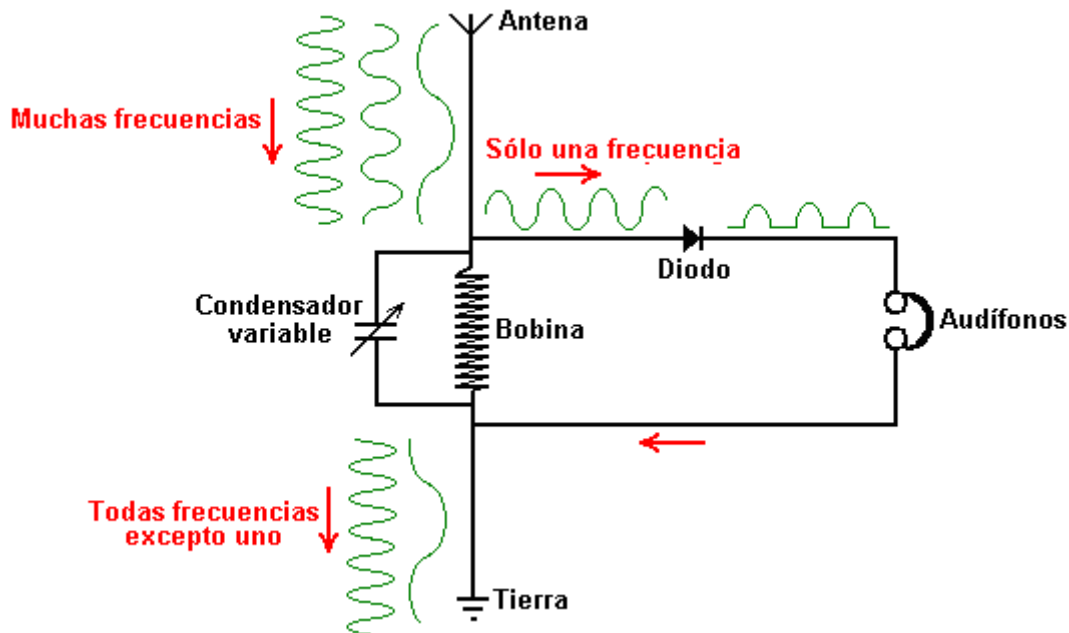 Antena
Muchas frecuencias
Sólo una frecuencia
Diodo
Condensador
variable
Bobina
Audífonos
Todas frecuencias
excepto uno
Tierra